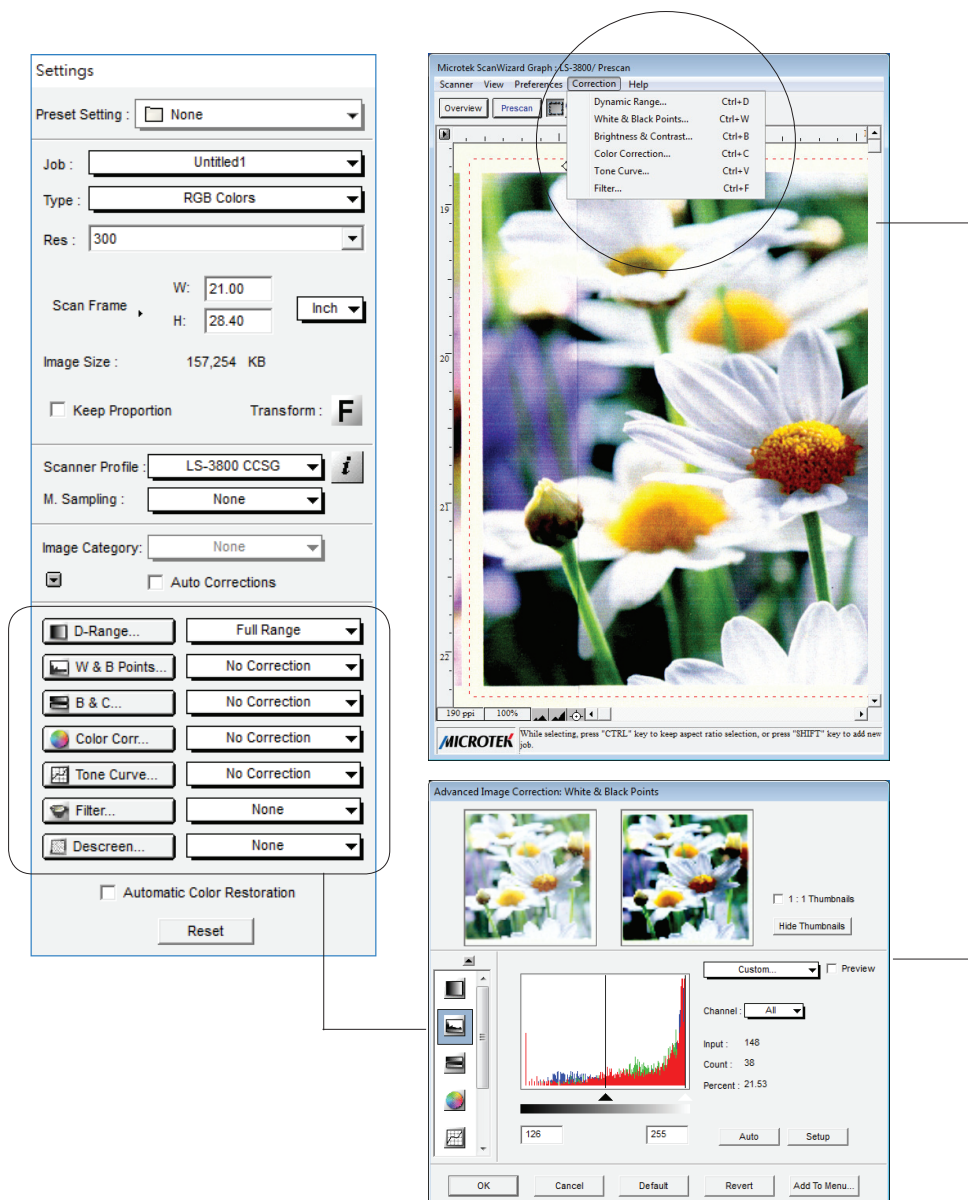 Settings
Preset Setting : None
Job : Untitled1
Type : RGB Colors
Res : 300
Scan Frame
W: 21.00
H: 28.40
Inch
Image Size : 157,254 KB
Keep Proportion Transform : F
Scanner Profile : LS-3800 CCSG i
M. Sampling : None
Image Category: None
Auto Corrections
D-Range... Full Range
W & B Points... No Correction
B & C... No Correction
Color Corr... No Correction
Tone Curve... No Correction
Filter... None
Descreen... None
Automatic Color Restoration
Reset
Microtek ScanWizard Graph : LS-3800/ Prescan
Scanner View Preferences Correction Help
Overview Prescan
Dynamic Range... Ctrl+D
White & Black Points... Ctrl+W
Brightness & Contrast... Ctrl+B
Color Correction... Ctrl+C
Tone Curve... Ctrl+V
Filter... Ctrl+F
19
20
21
22
190 ppi 100%
MICROTEK
While selecting, press "CTRL" key to keep aspect ratio selection, or press "SHIFT" key to add new
job.
Advanced Image Correction: White & Black Points
1 : 1 Thumbnails
Hide Thumbnails
Custom... Preview
Channel : All
Input : 148
Count : 38
Percent : 21.53
126 255
Auto Setup
OK Cancel Default Revert Add To Menu...